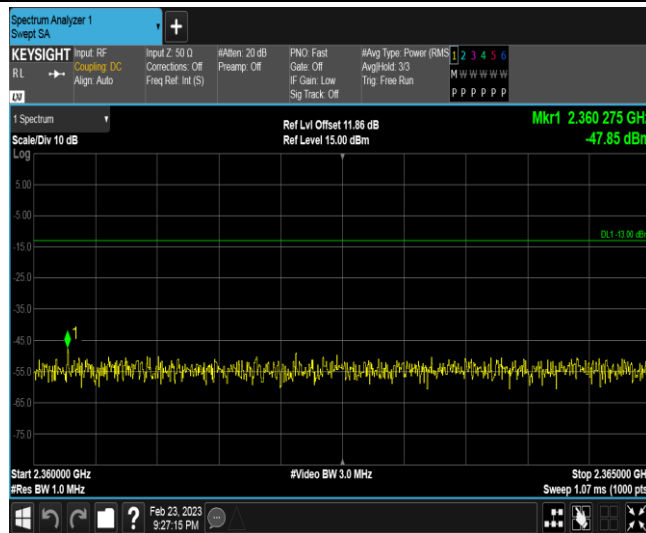 Spectrum Analyzer 1
Swept SA
+
KEYSIGHT
RL
Input: RF
Coupling: DC
Align: Auto
Input Z: 50 Ω
Corrections: Off
Freq Ref: Int (S)
#Atten: 20 dB
Preamp: Off
PNO: Fast
Gate: Off
IF Gain: Low
Sig Track: Off
#Avg Type: Power (RMS
Avg|Hold: 3/3
Trig: Free Run
1 2 3 4 5 6
M W W W W W
P P P P P P
1 Spectrum
Scale/Div 10 dB
Log
Ref Lvl Offset 11.86 dB
Ref Level 15.00 dBm
Mkr1 2.360 275 GHz
-47.85 dBm
5.00
-5.00
DL1 -13.00 dBm
-15.0
-25.0
-35.0
1
-45.0
-55.0
-65.0
-75.0
Start 2.360000 GHz
#Res BW 1.0 MHz
#Video BW 3.0 MHz
Stop 2.365000 GHz
Sweep 1.07 ms (1000 pts
?
Feb 23, 2023
9:27:15 PM